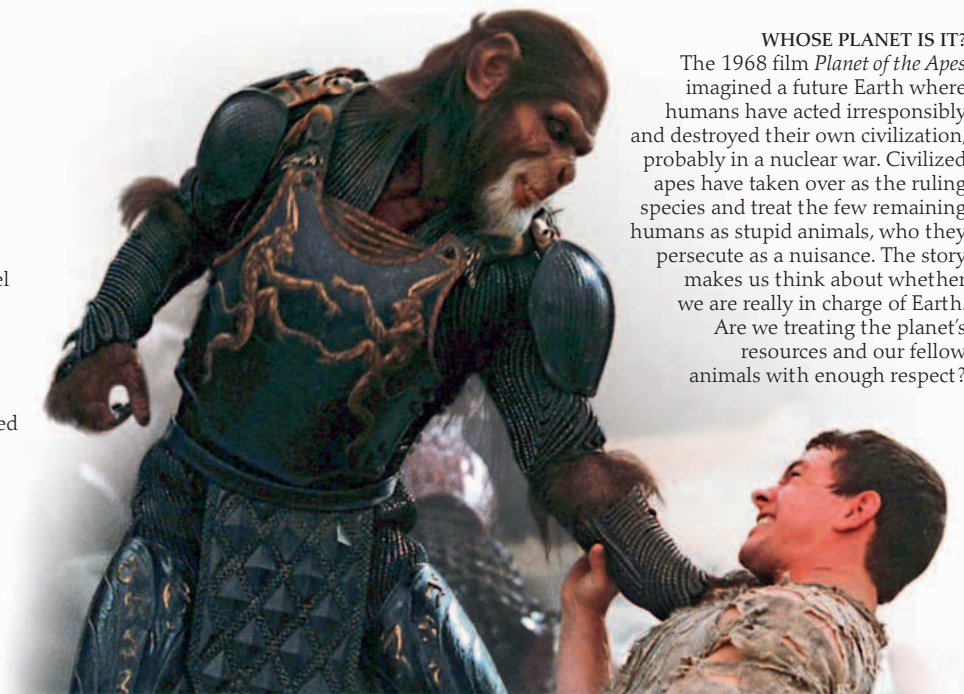 WHOSE PLANET IS IT?
The 1968 film Planet of the Apes
imagined a future Earth where
humans have acted irresponsibly
and destroyed their own civilization,
probably in a nuclear war. Civilized
apes have taken over as the ruling
species and treat the few remaining
humans as stupid animals, who they
persecute as a nuisance. The story
makes us think about whether
we are really in charge of Earth.
Are we treating the planet’s
resources and our fellow
animals with enough respect?
el
ed